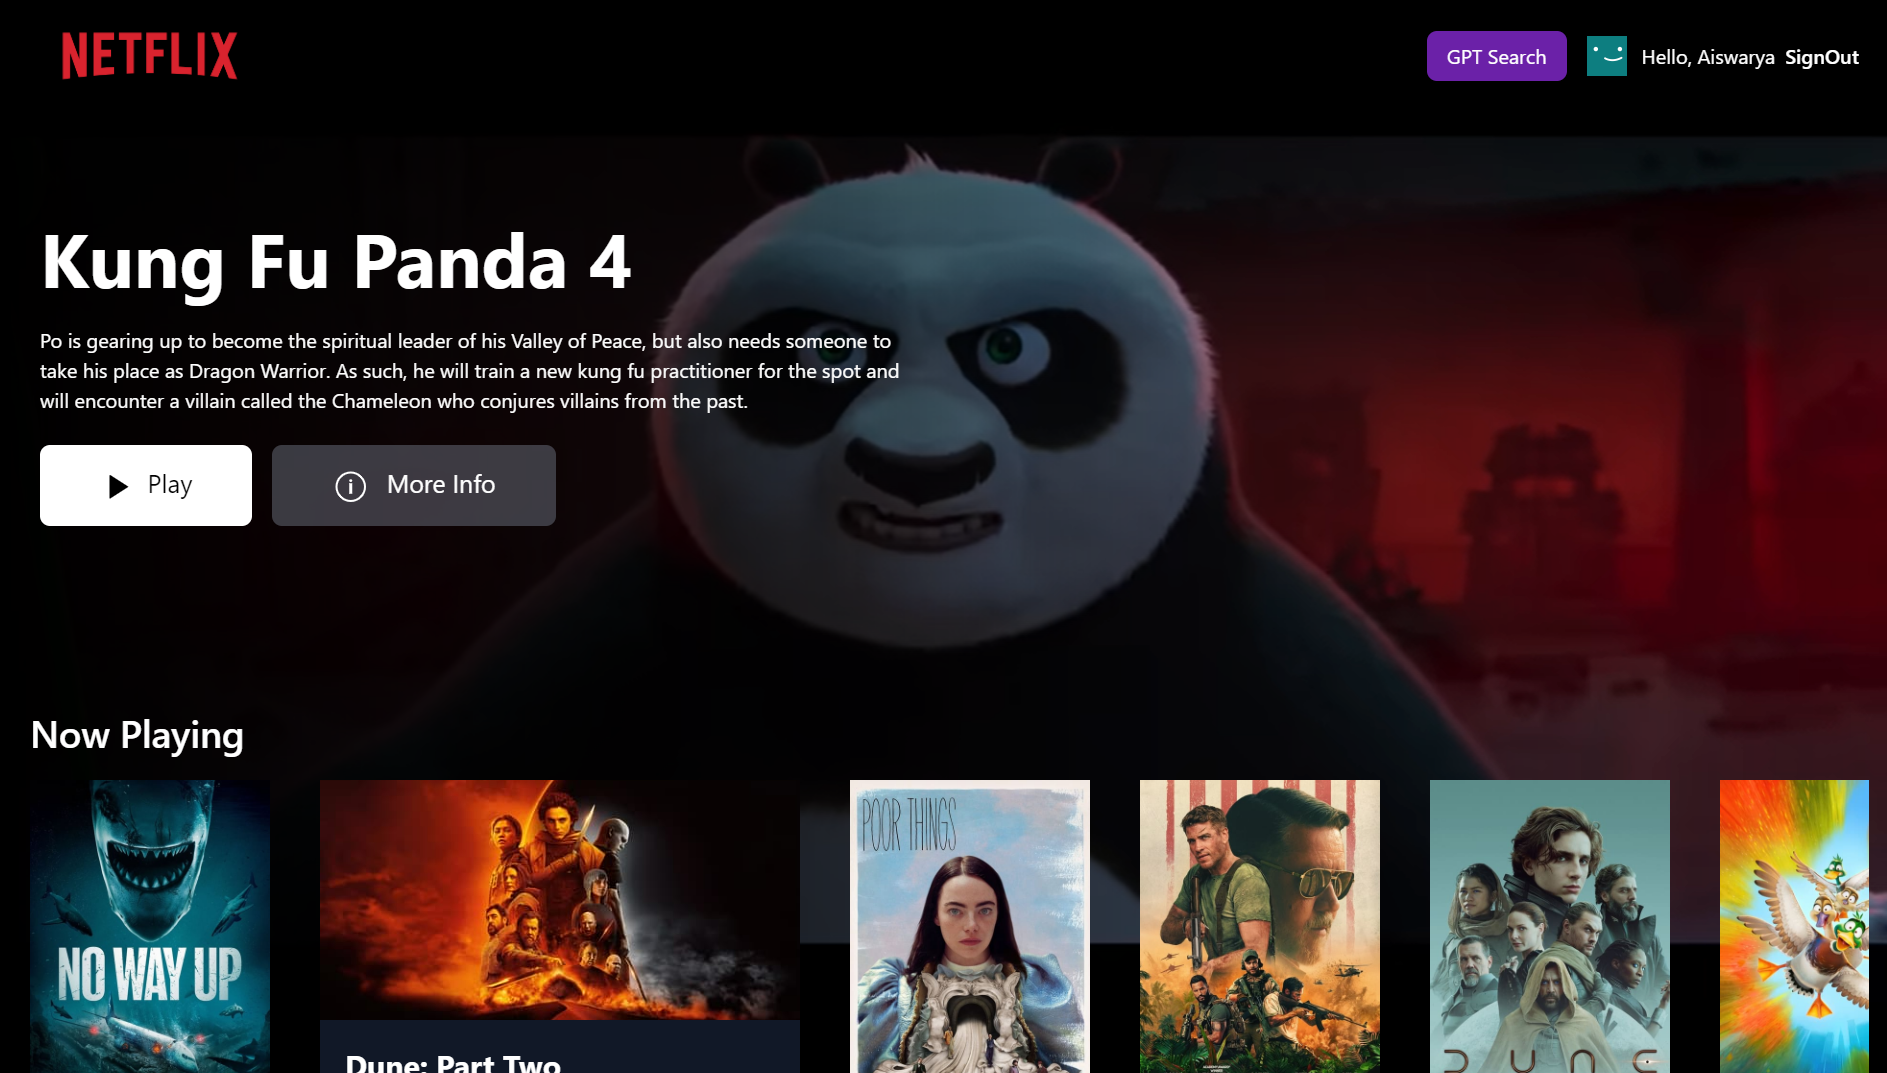 NETFLIX
GPT Search
Hello, Aiswarya SignOut
Kung Fu Panda 4
Po is gearing up to become the spiritual leader of his Valley of Peace, but also needs someone to
take his place as Dragon Warrior. As such, he will train a new kung fu practitioner for the spot and
will encounter a villain called the Chameleon who conjures villains from the past.
Play
More Info
Now Playing
NO WAY UP
POOR THINGS
DUNE
Dune: Part Two